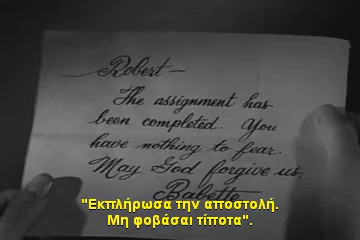 Robert—
The assignment has
been completed. You
have nothing to fear.
May God forgive us.
Babette
"Εκπλήρωσα την αποστολή.
Μη φοβάσαι τίποτα".